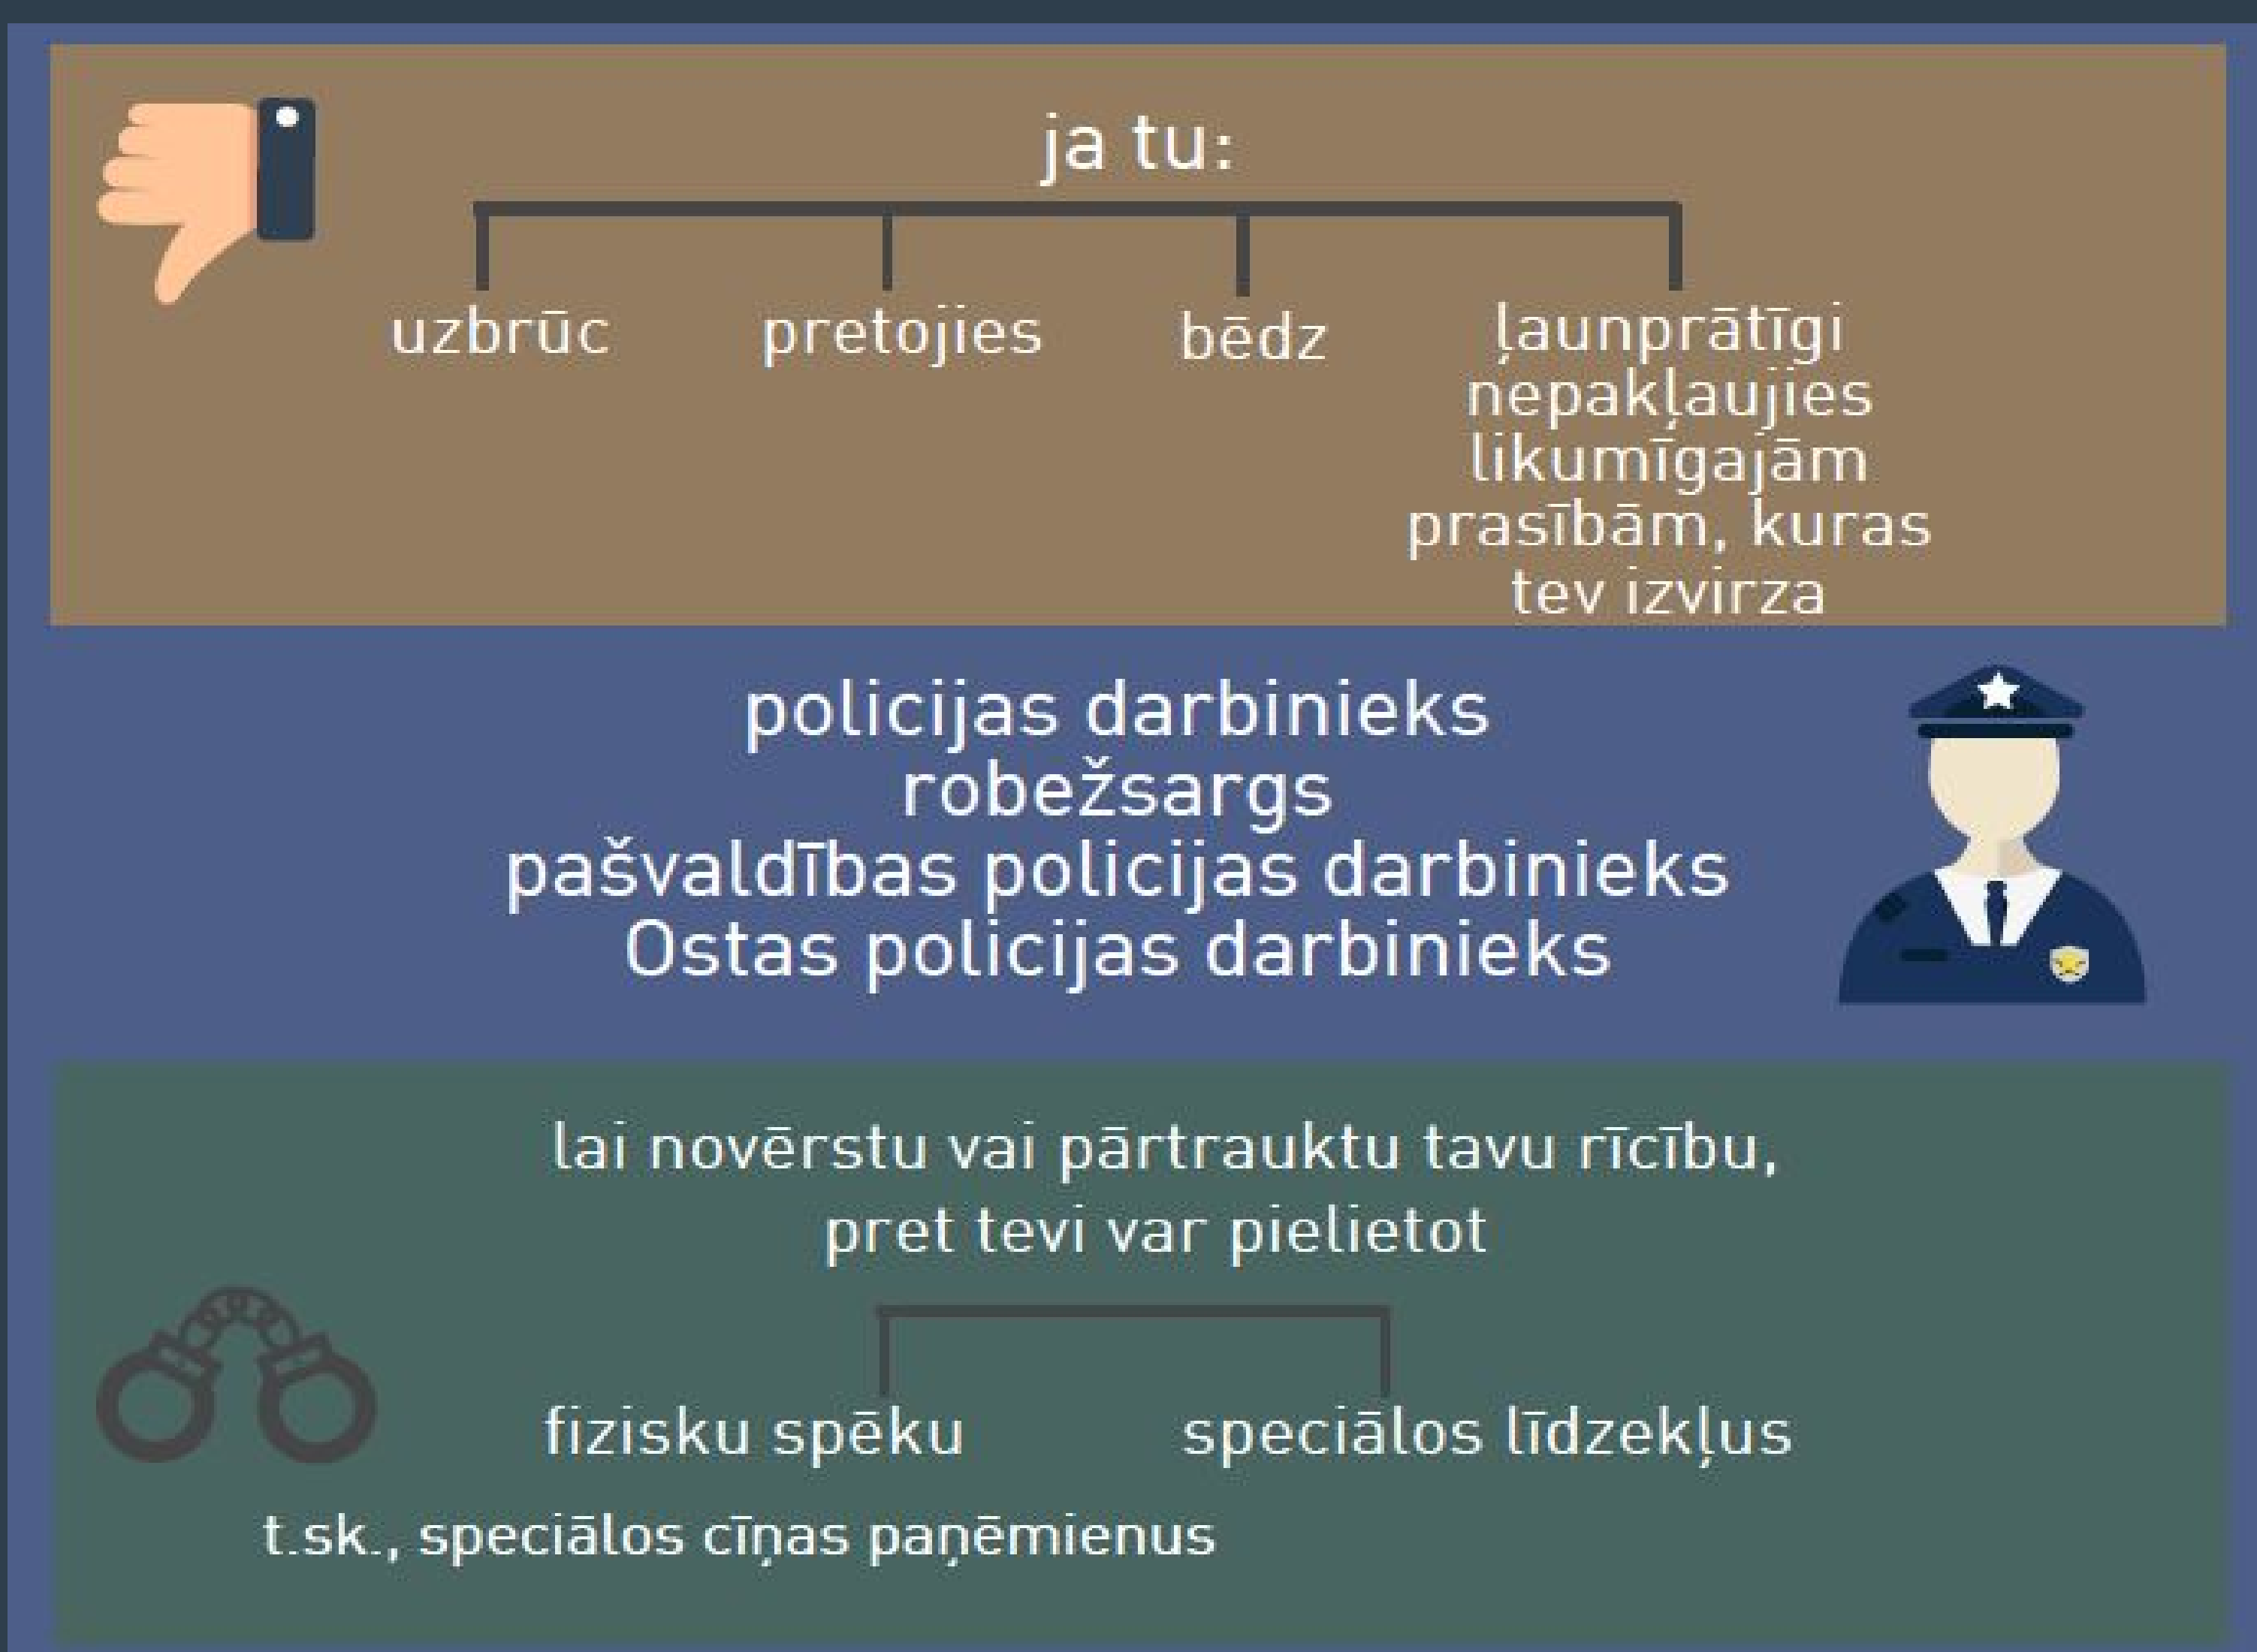 ja tu:
uzbrūc
pretojies
bēdz
ļaunprātīgi
nepakļaujies
likumīgajām
prasībām, kuras
tev izvirza
policijas darbinieks
robežsargs
pašvaldības policijas darbinieks
Ostas policijas darbinieks
lai novērstu vai pārtrauktu tavu rīcību,
pret tevi var pielietot
fizisku spēku
speciālos līdzekļus
t.sk., speciālos cīņas paņēmienus